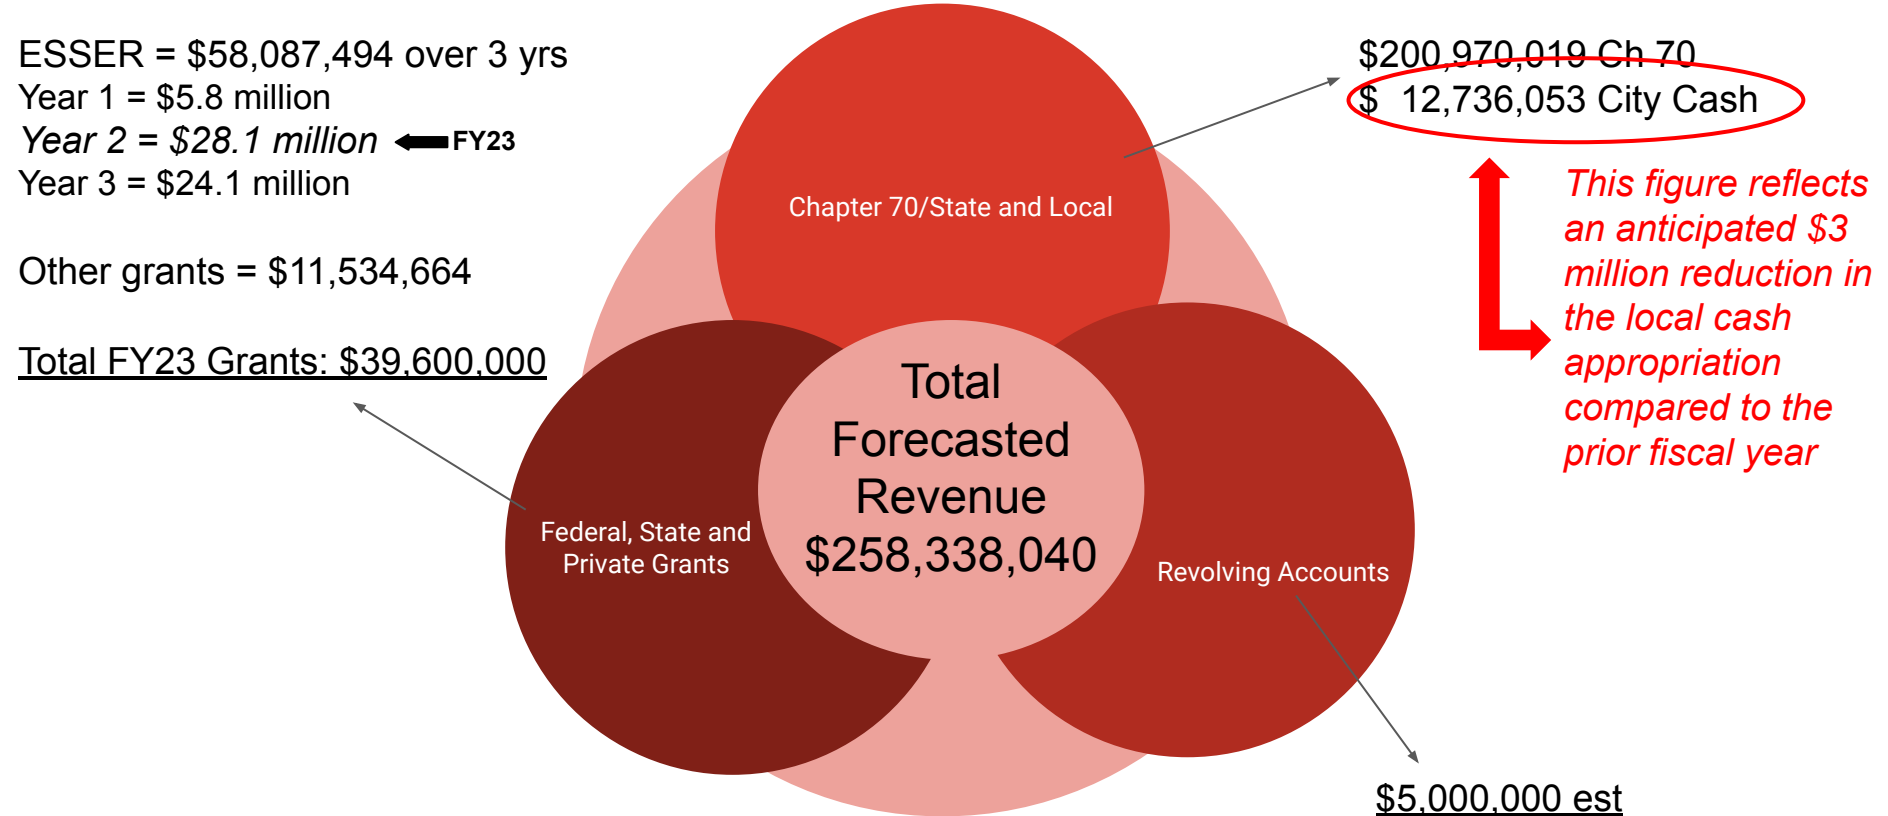 ESSER = $58,087,494 over 3 yrs
Year 1 = $5.8 million
Year 2 = $28.1 million
FY23
Year 3 = $24.1 million
Other grants = $11,534,664
Total FY23 Grants: $39,600,000
Chapter 70/State and Local
$200,970,019 Ch 70
$ 12,736,053 City Cash
This figure reflects
an anticipated $3
million reduction in
the local cash
appropriation
compared to the
prior fiscal year
Total
Forecasted
Revenue
$258,338,040
Federal, State and
Private Grants
Revolving Accounts
$5,000,000 est